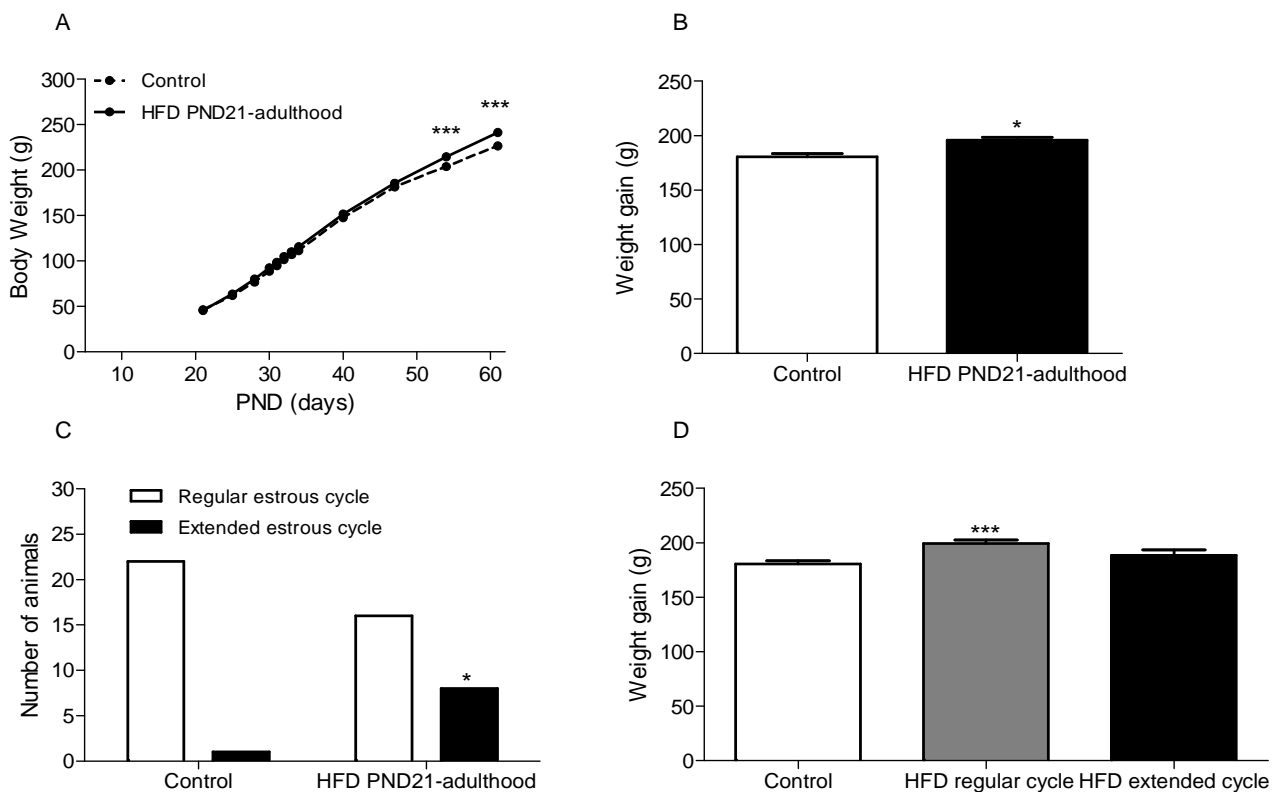 A
Control
HFD PND21-adulthood
***
***
300
250
200
150
100
50
0
Body Weight (g)
10 20 30 40 50 60
PND (days)
B
250
200
150
100
50
0
Weight gain (g)
*
Control HFD PND21-adulthood
C
Regular estrous cycle
Extended estrous cycle
30
25
20
15
10
5
0
Number of animals
*
Control HFD PND21-adulthood
D
250
200
150
100
50
0
Weight gain (g)
***
Control HFD regular cycle HFD extended cycle